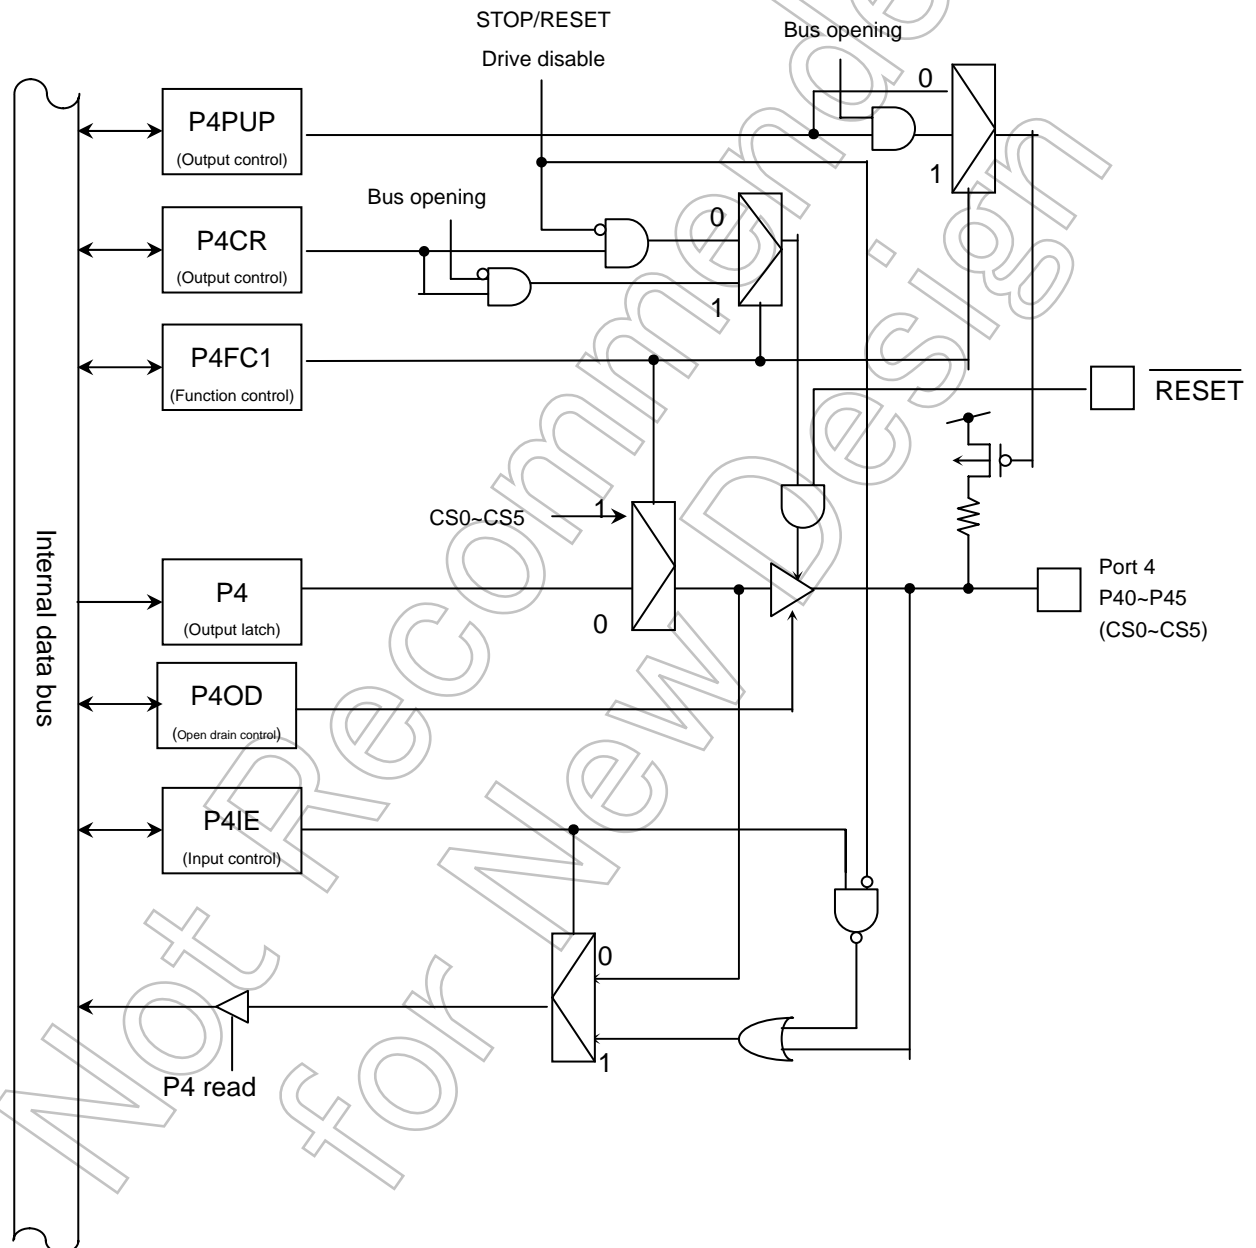 STOP/RESET
Drive disable
Bus opening
0
P4PUP
(Output control)
1
Bus opening
0
P4CR
(Output control)
1
P4FC1
(Function control)
RESET
CS0~CS5
1
Internal data bus
P4
(Output latch)
0
Port 4
P40~P45
(CS0~CS5)
P4OD
(Open drain control)
P4IE
(Input control)
0
1
P4 read
Not Recommended
for New Design